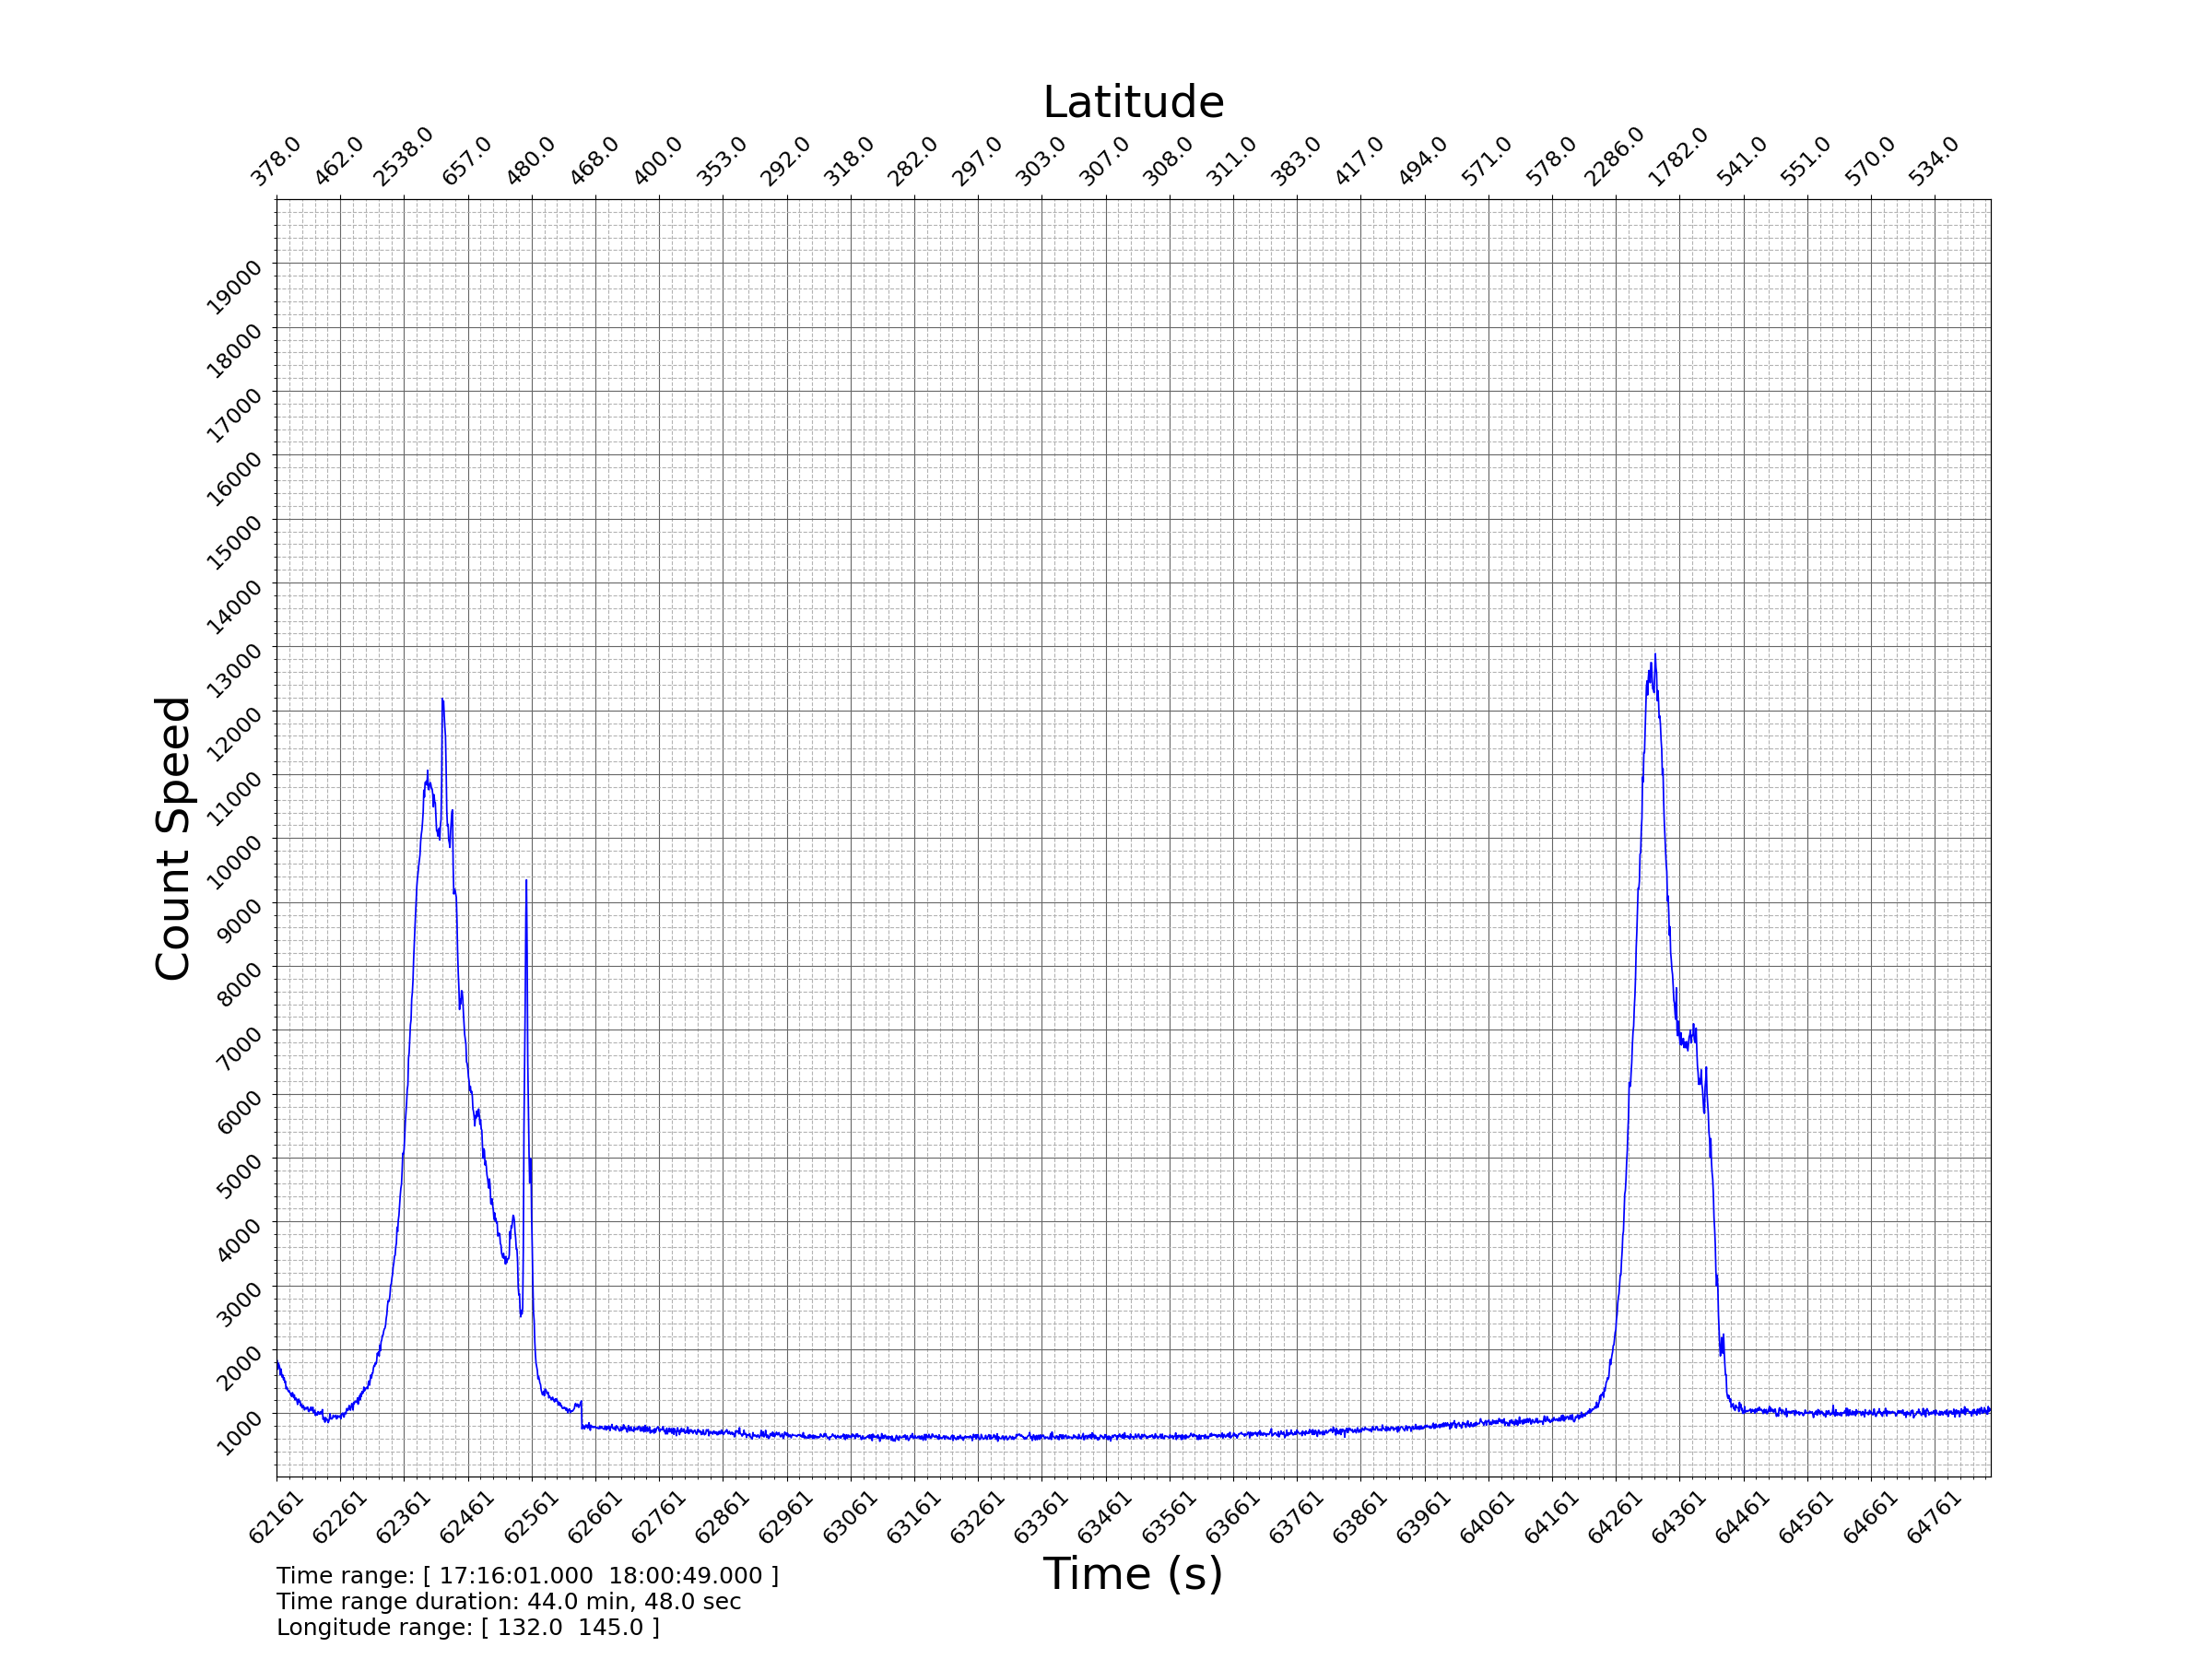 Latitude
378.0 462.0 2538.0 657.0 480.0 468.0 400.0 353.0 292.0 318.0 282.0 297.0 303.0 307.0 308.0 311.0 383.0 417.0 494.0 571.0 578.0 2286.0 1782.0 541.0 551.0 570.0 534.0
19000
18000
17000
16000
15000
14000
13000
12000
11000
10000
9000
8000
7000
6000
5000
4000
3000
2000
1000
Count Speed
62161 62261 62361 62461 62561 62661 62761 62861 62961 63061 63161 63261 63361 63461 63561 63661 63761 63861 63961 64061 64161 64261 64361 64461 64561 64661 64761
Time (s)
Time range: [ 17:16:01.000  18:00:49.000 ]
Time range duration: 44.0 min, 48.0 sec
Longitude range: [ 132.0  145.0 ]